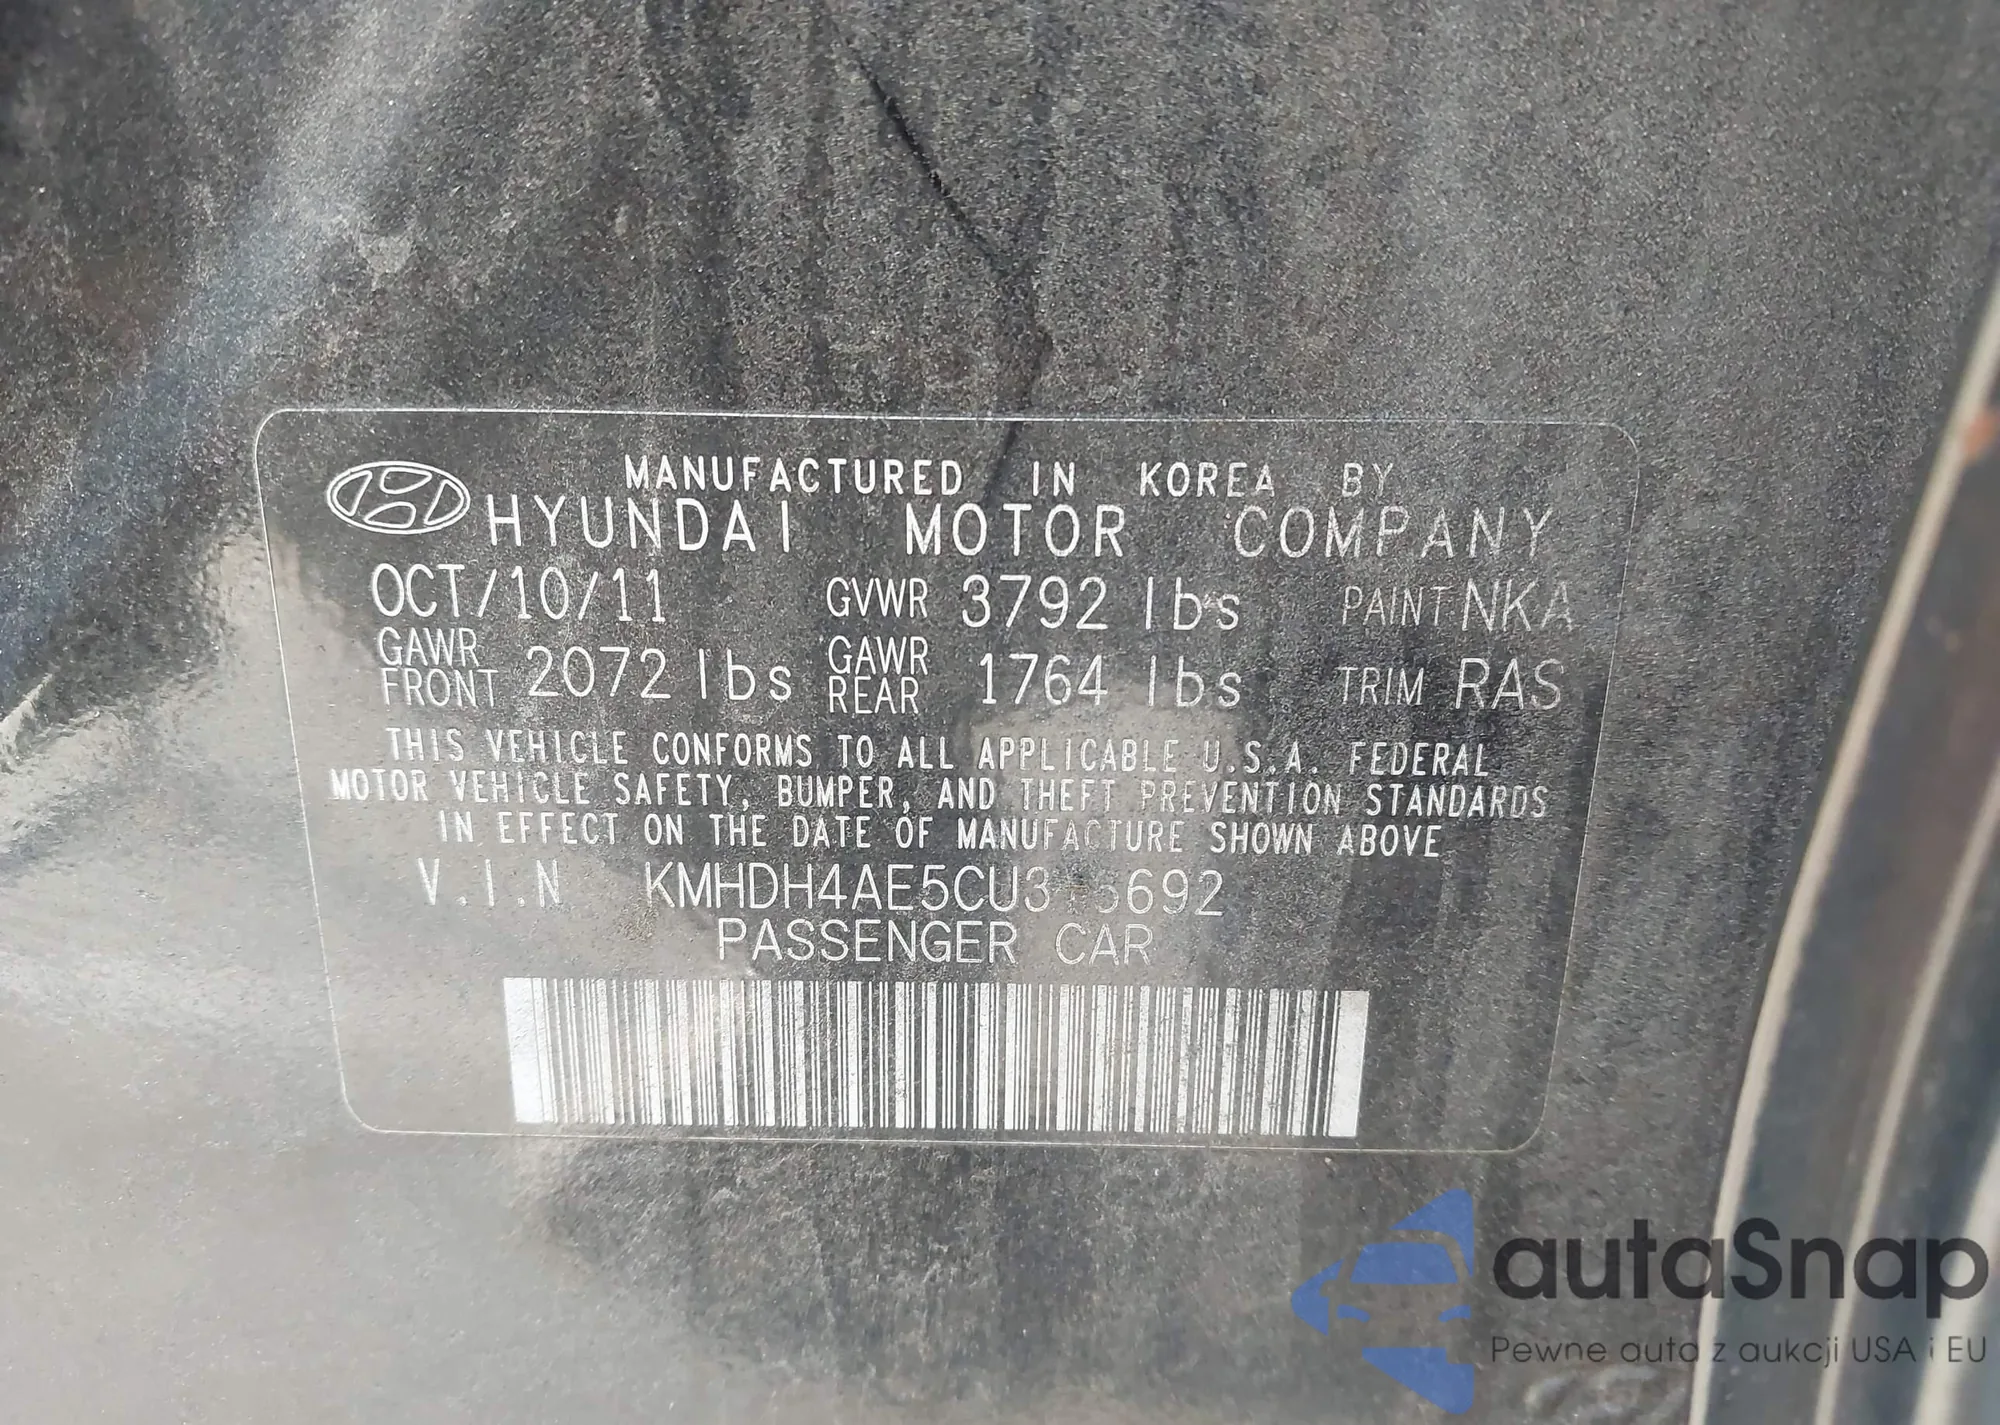 MANUFACTURED IN KOREA BY
HYUNDAI MOTOR COMPANY
OCT/10/11 GVWR 3792 lbs PAINT NKA
GAWR FRONT 2072 lbs GAWR REAR 1764 lbs TRIM RAS
THIS VEHICLE CONFORMS TO ALL APPLICABLE U.S.A. FEDERAL
MOTOR VEHICLE SAFETY, BUMPER, AND THEFT PREVENTION STANDARDS
IN EFFECT ON THE DATE OF MANUFACTURE SHOWN ABOVE
V.I.N
PASSENGER CAR
autaSnap
Pewne auta z aukcji USA i EU